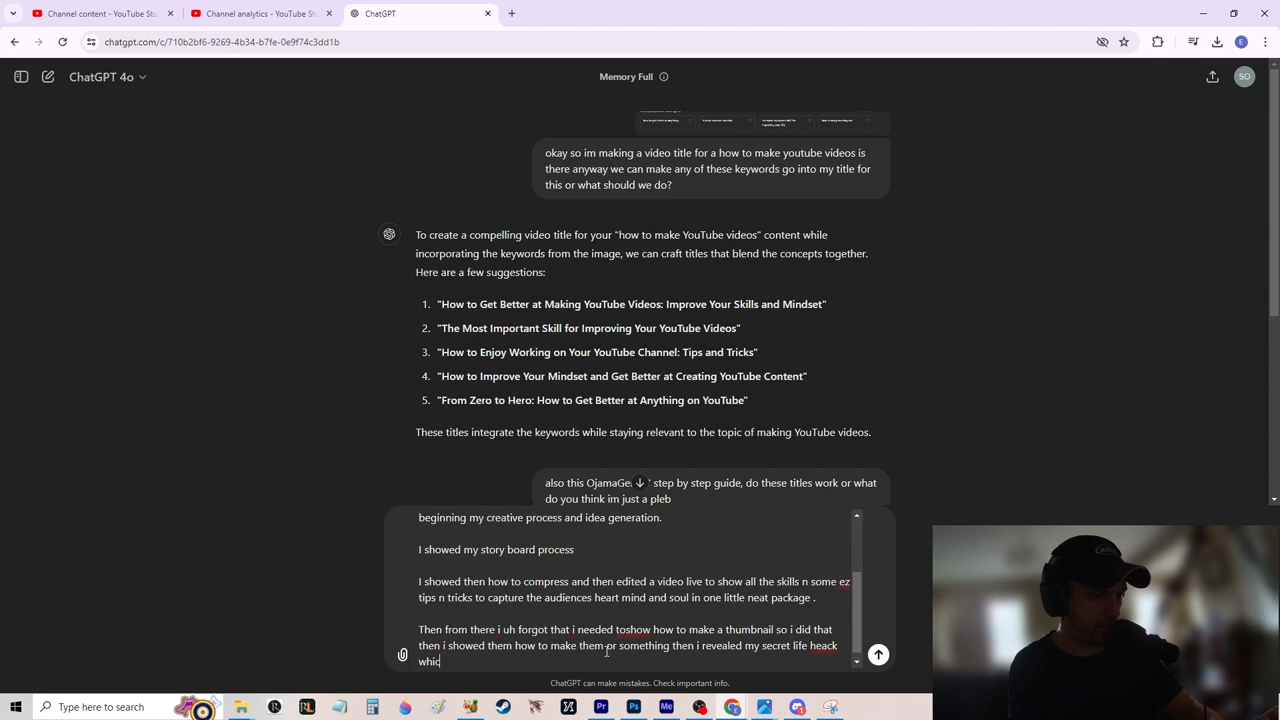 Channel content - YouTube Stu
Channel analytics - YouTube S
ChatGPT
chatgpt.com/c/710b2bf6-9269-4b34-b7fe-0e9f74c3dd1b
E
ChatGPT 4o
Memory Full
SO
okay so im making a video title for a how to make youtube videos is
there anyway we can make any of these keywords go into my title for
this or what should we do?
To create a compelling video title for your "how to make YouTube videos" content while
incorporating the keywords from the image, we can craft titles that blend the concepts together.
Here are a few suggestions:
1. "How to Get Better at Making YouTube Videos: Improve Your Skills and Mindset"
2. "The Most Important Skill for Improving Your YouTube Videos"
3. "How to Enjoy Working on Your YouTube Channel: Tips and Tricks"
4. "How to Improve Your Mindset and Get Better at Creating YouTube Content"
5. "From Zero to Hero: How to Get Better at Anything on YouTube"
These titles integrate the keywords while staying relevant to the topic of making YouTube videos.
also this OjamaGe step by step guide, do these titles work or what
do you think im just a pleb
beginning my creative process and idea generation.
I showed my story board process
I showed then how to compress and then edited a video live to show all the skills n some ez
tips n tricks to capture the audiences heart mind and soul in one little neat package .
Then from there i uh forgot that i needed toshow how to make a thumbnail so i did that
then i showed them how to make them or something then i revealed my secret life heack
whic
ChatGPT can make mistakes. Check important info.
Type here to search
Pr
Ps
Me